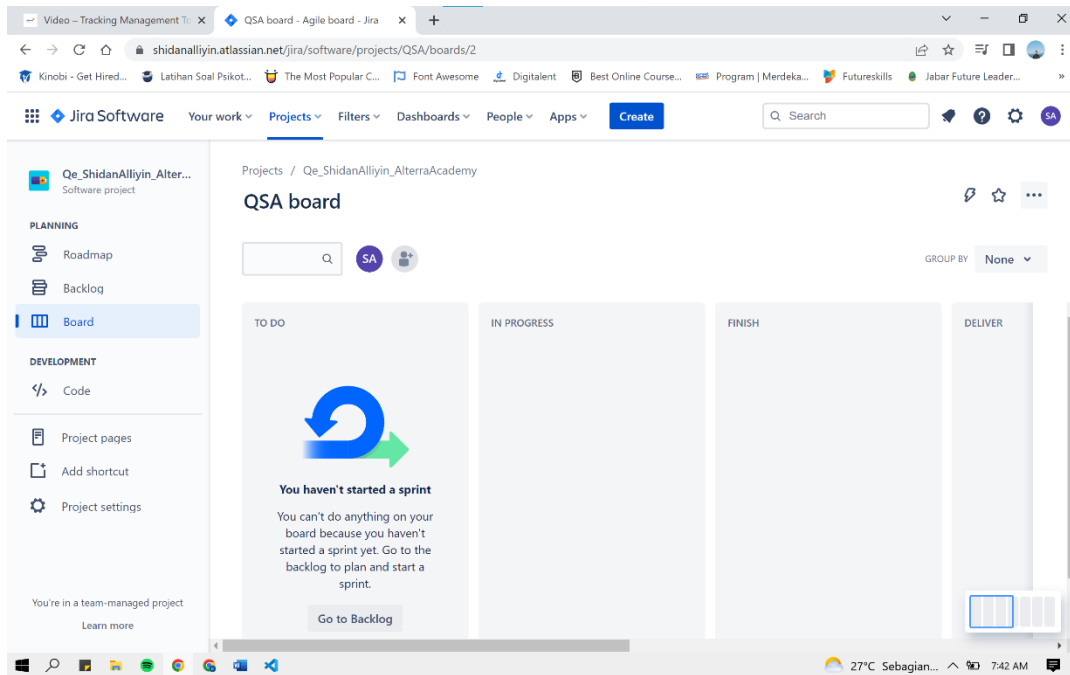 Video – Tracking Management To
QSA board - Agile board - Jira
shidanalliyin.atlassian.net/jira/software/projects/QSA/boards/2
Kinobi - Get Hired... Latihan Soal Psikot... The Most Popular C... Font Awesome Digitalent Best Online Course... Program | Merdeka... Futureskills Jabar Future Leader... »
Jira Software Your work Projects Filters Dashboards People Apps Create Search SA
Qe_ShidanAlliyin_Alter...
Software project
PLANNING
Roadmap
Backlog
Board
DEVELOPMENT
Code
Project pages
Add shortcut
Project settings
You're in a team-managed project
Learn more
Projects / Qe_ShidanAlliyin_AlterraAcademy
QSA board
SA
GROUP BY None
TO DO IN PROGRESS FINISH DELIVER
You haven't started a sprint
You can't do anything on your
board because you haven't
started a sprint yet. Go to the
backlog to plan and start a
sprint.
Go to Backlog
27°C Sebagian... 7:42 AM